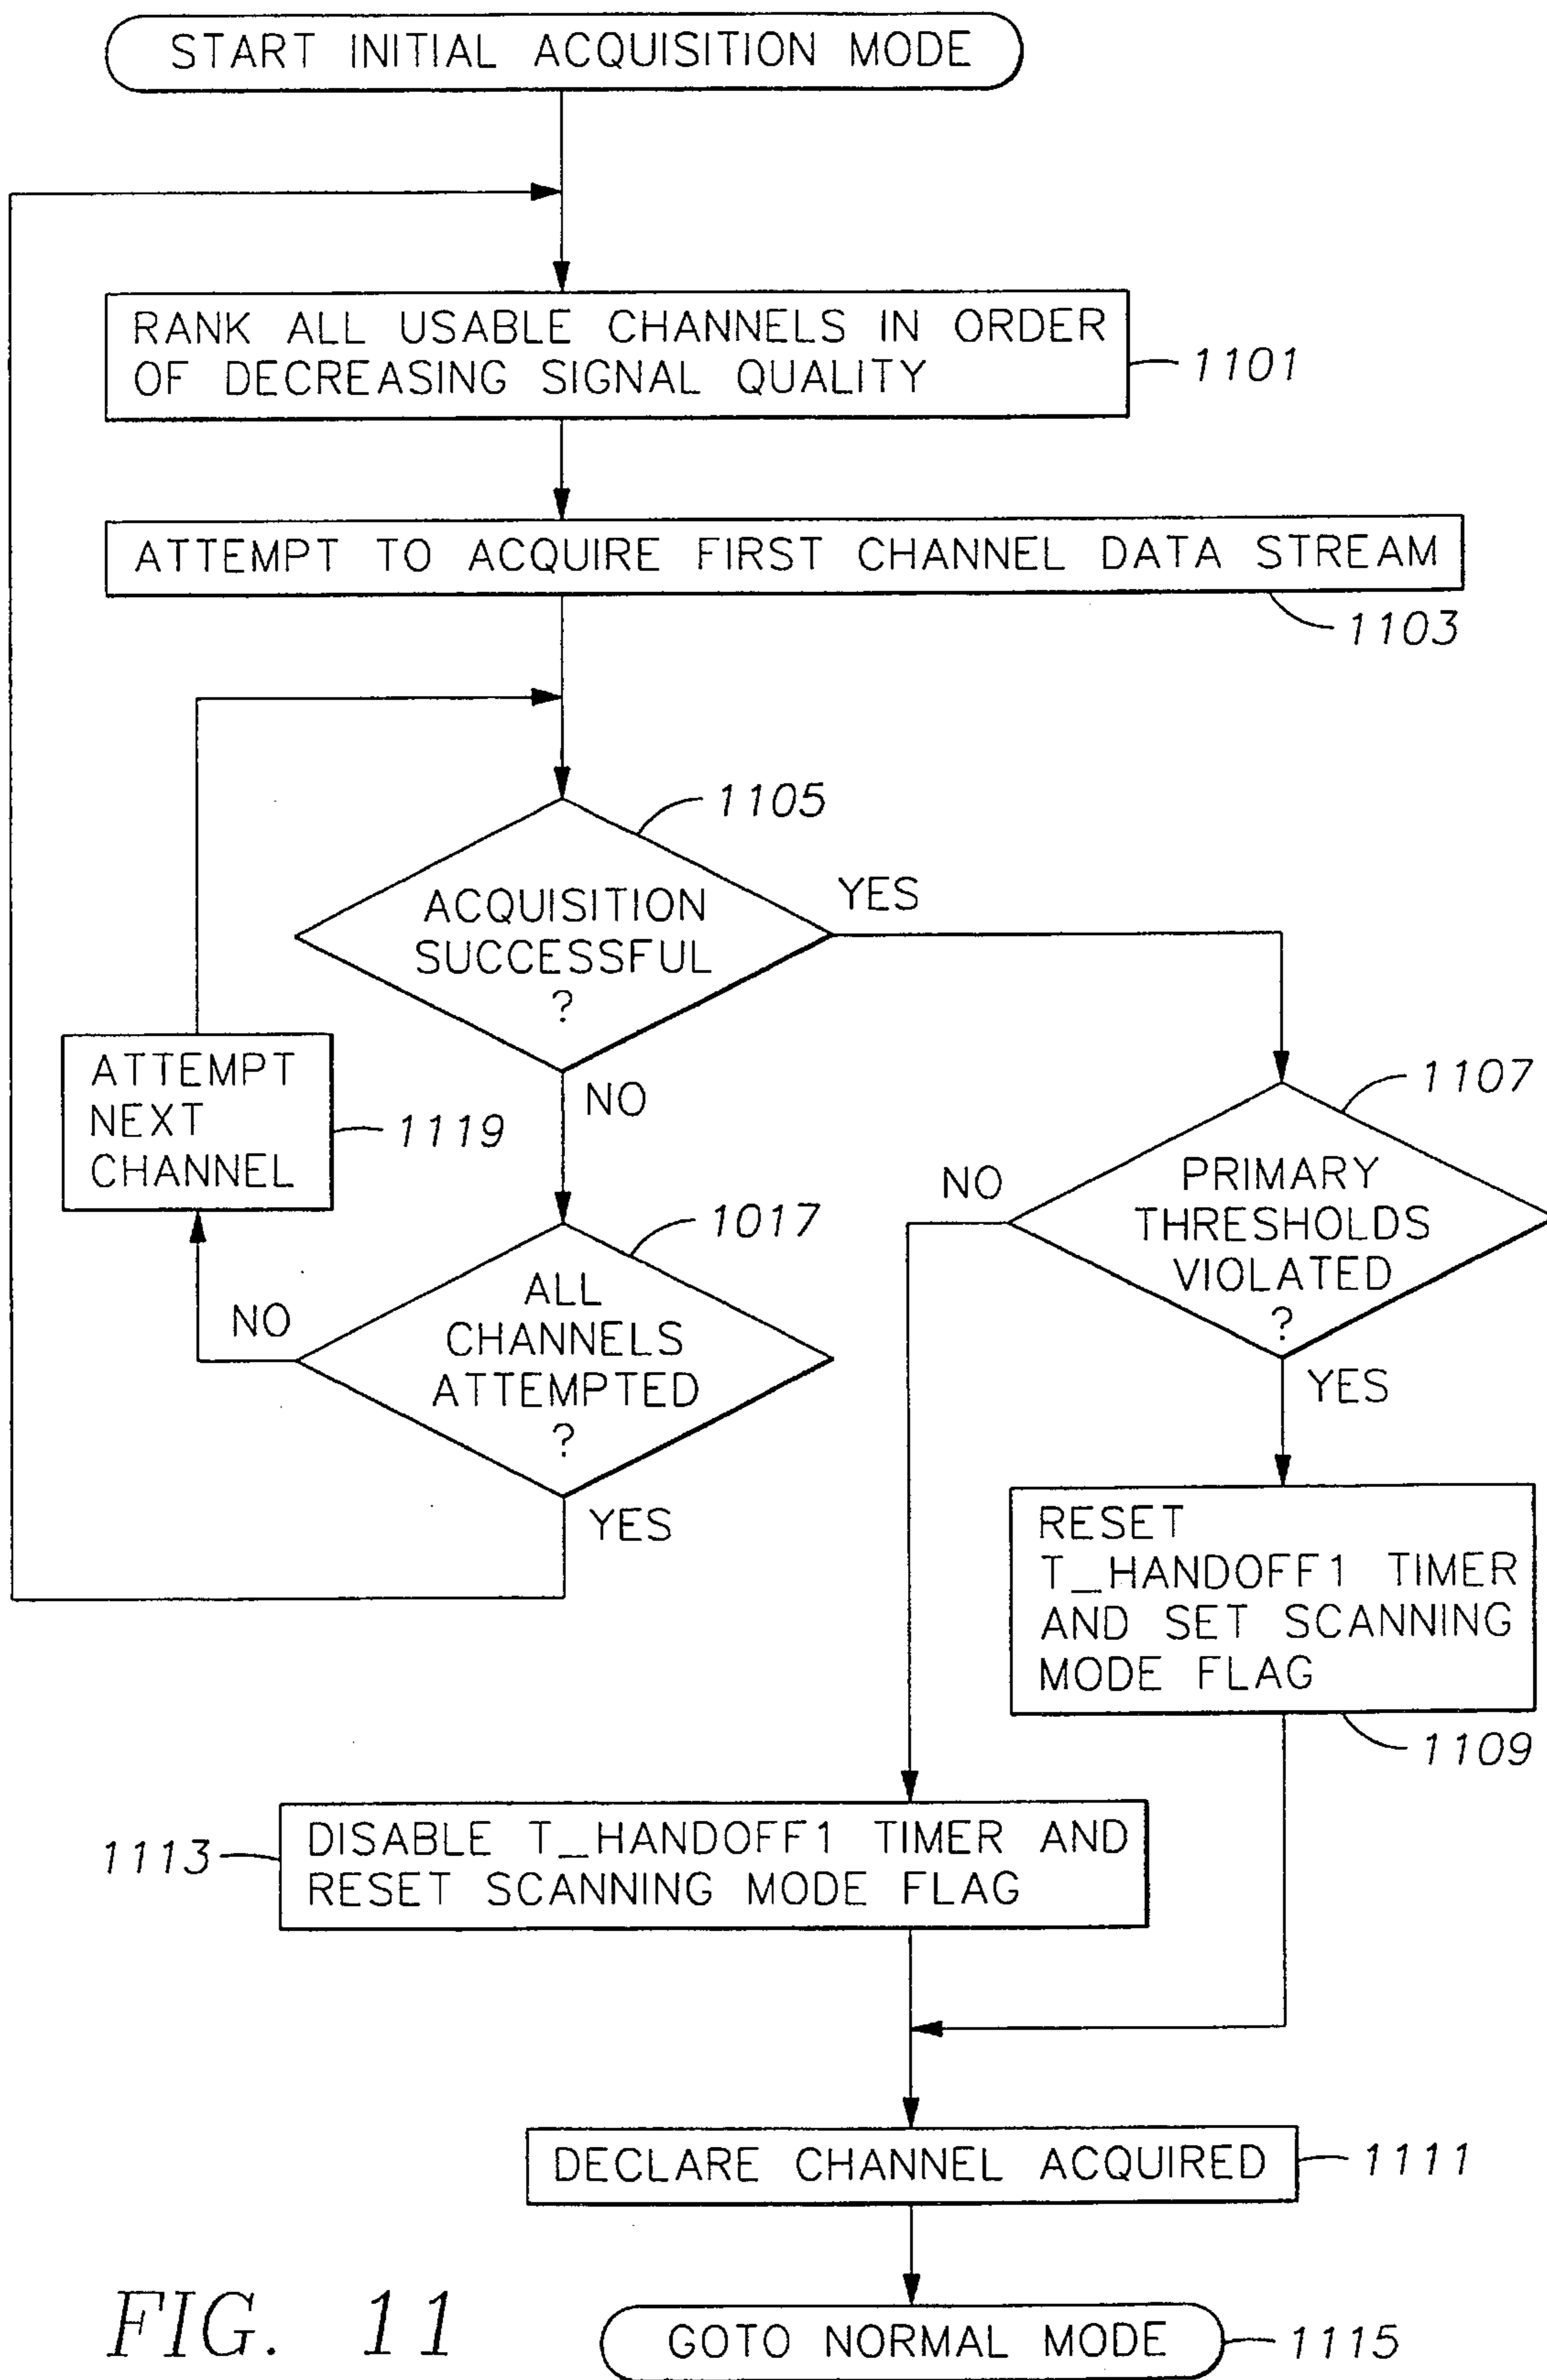 START INITIAL ACQUISITION MODE
RANK ALL USABLE CHANNELS IN ORDER
OF DECREASING SIGNAL QUALITY
1101
ATTEMPT TO ACQUIRE FIRST CHANNEL DATA STREAM
1103
1105
ACQUISITION
SUCCESSFUL
?
YES
NO
ATTEMPT
NEXT
CHANNEL
1119
1107
PRIMARY
THRESHOLDS
VIOLATED
?
NO
YES
1017
ALL
CHANNELS
ATTEMPTED
?
NO
YES
RESET
T_HANDOFF1 TIMER
AND SET SCANNING
MODE FLAG
1109
1113
DISABLE T_HANDOFF1 TIMER AND
RESET SCANNING MODE FLAG
DECLARE CHANNEL ACQUIRED
1111
GOTO NORMAL MODE
1115
FIG. 11